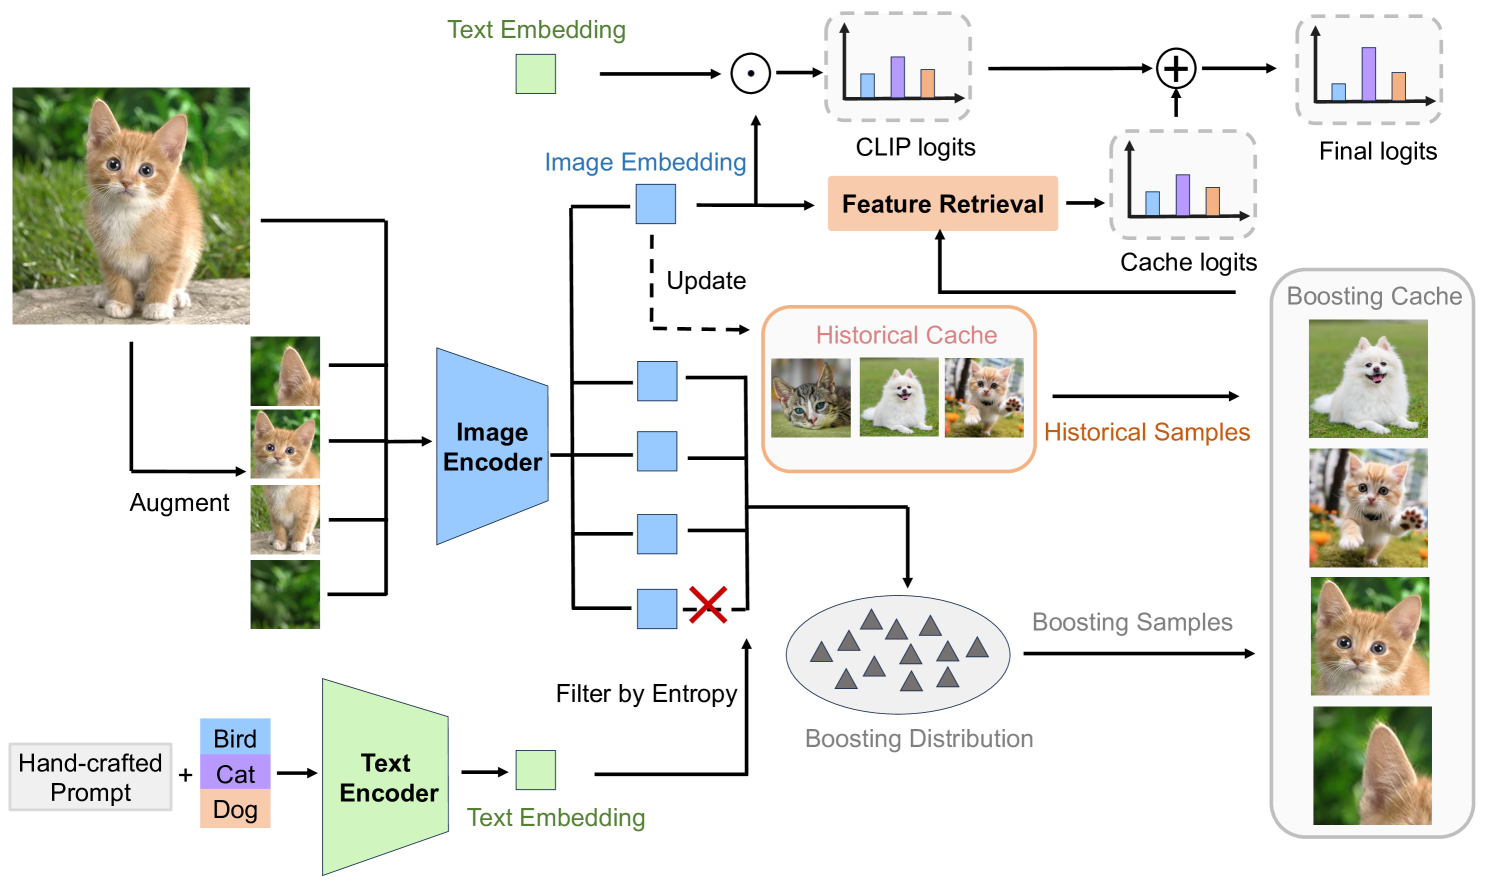 Text Embedding
CLIP logits
Final logits
Image Embedding
Feature Retrieval
Cache logits
Update
Boosting Cache
Historical Cache
Historical Samples
Image
Encoder
Augment
Boosting Samples
Filter by Entropy
Boosting Distribution
Hand-crafted
Prompt
+
Bird
Cat
Dog
Text
Encoder
Text Embedding